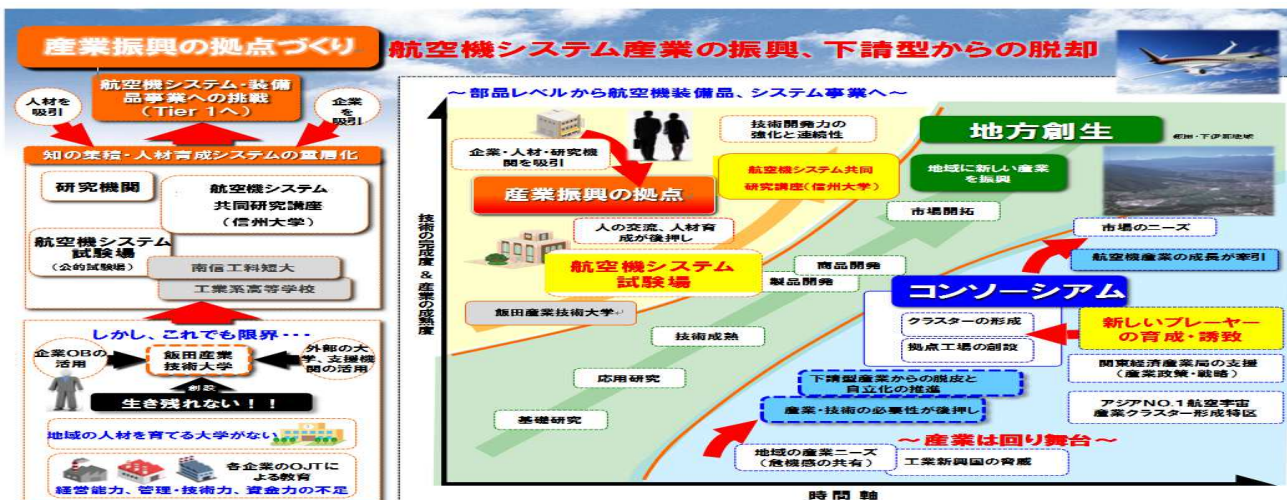 産業振興の拠点づくり
航空機システム産業の振興、下請型からの脱却
人材を
吸引
航空機システム・装備
品事業への挑戦
(Tier 1へ)
企業
を
吸引
知の集積・人材育成システムの重層化
研究機関
航空機システム
共同研究講座
(信州大学)
航空機システム
試験場
(公的試験場)
南信工科短大
工業系高等学校
しかし、これでも限界・・・
企業OBの
活用
飯田産業
技術大学
外部の大
学、支援機
関の活用
創設
生き残れない!!
地域の人材を育てる大学がない
各企業のOJTに
よる教育
経営能力、管理・技術力、資金力の不足
~部品レベルから航空機装備品、システム事業へ~
技術の完成度&産業の成熟度
企業・人材・研究機
関を吸引
技術開発力の
強化と連続性
地方創生
飯田・下伊那地域
産業振興の拠点
航空機システム共同
研究講座(信州大学)
地域に新しい産業
を振興
市場開拓
人の交流、人材育
成が後押し
市場のニーズ
航空機システム
試験場
商品開発
航空機産業の成長が牽引
製品開発
コンソーシアム
飯田産業技術大学
クラスターの形成
新しいプレーヤー
の育成・誘致
技術成熟
拠点工場の創設
関東経済産業局の支援
(産業政策・戦略)
応用研究
下請型産業からの脱皮と
自立化の推進
アジアNO.1航空宇宙
産業クラスター形成特区
基礎研究
産業・技術の必要性が後押し
~産業は回り舞台~
地域の産業ニーズ
(危機感の共有)
工業新興国の脅威
時間軸